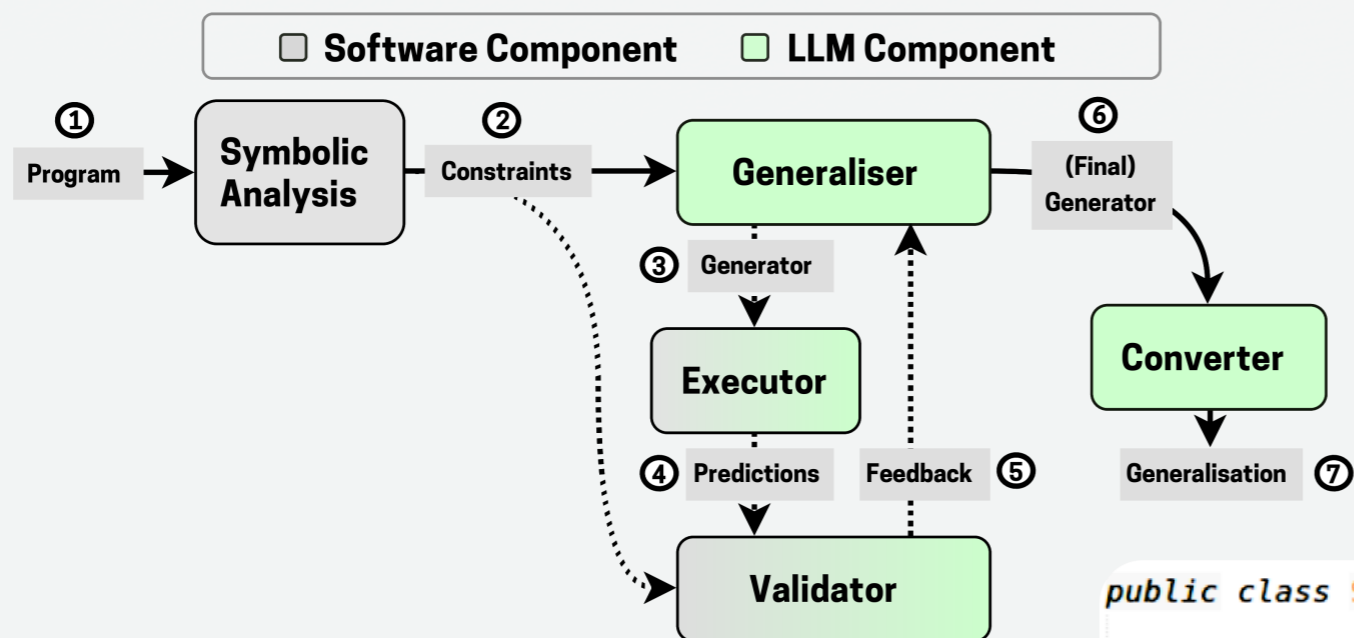 Software Component LLM Component
① Program
Symbolic
Analysis
② Constraints
Generaliser
⑥
(Final)
Generator
③ Generator
Executor
Converter
④ Predictions
Feedback ⑤
Generalisation ⑦
Validator
public class